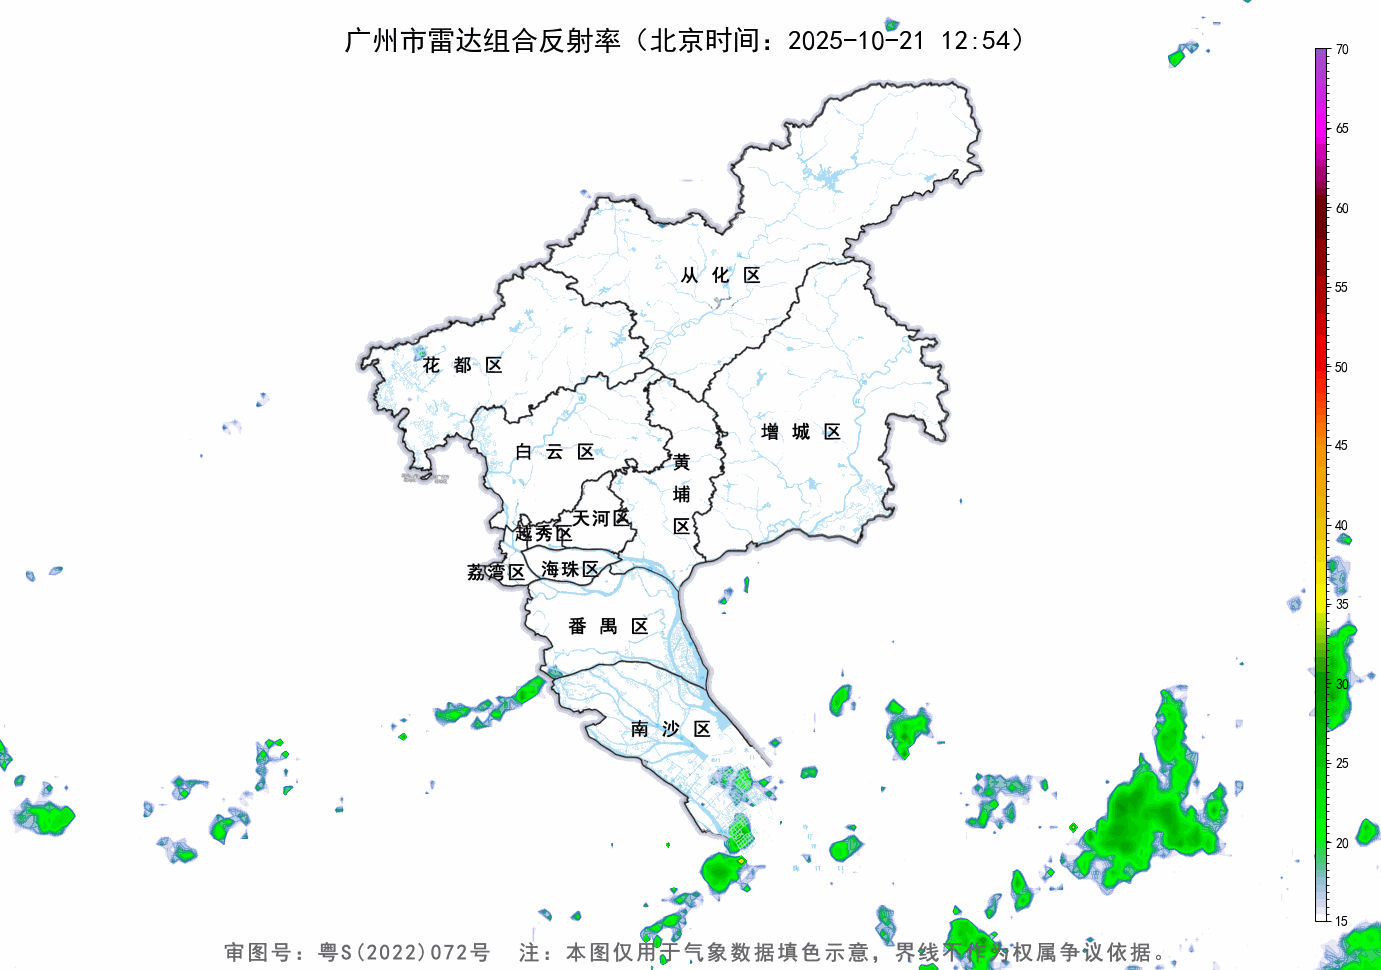 广州市雷达组合反射率（北京时间：2025-10-21 12:54）
70
65
60
55
50
45
40
35
30
25
20
15
从化区
花都区
增城区
白云区
黄埔区
天河区
越秀区
荔湾区
海珠区
番禺区
南沙区
审图号：粤S(2022)072号 注：本图仅用于气象数据填色示意，界线不作为权属争议依据。